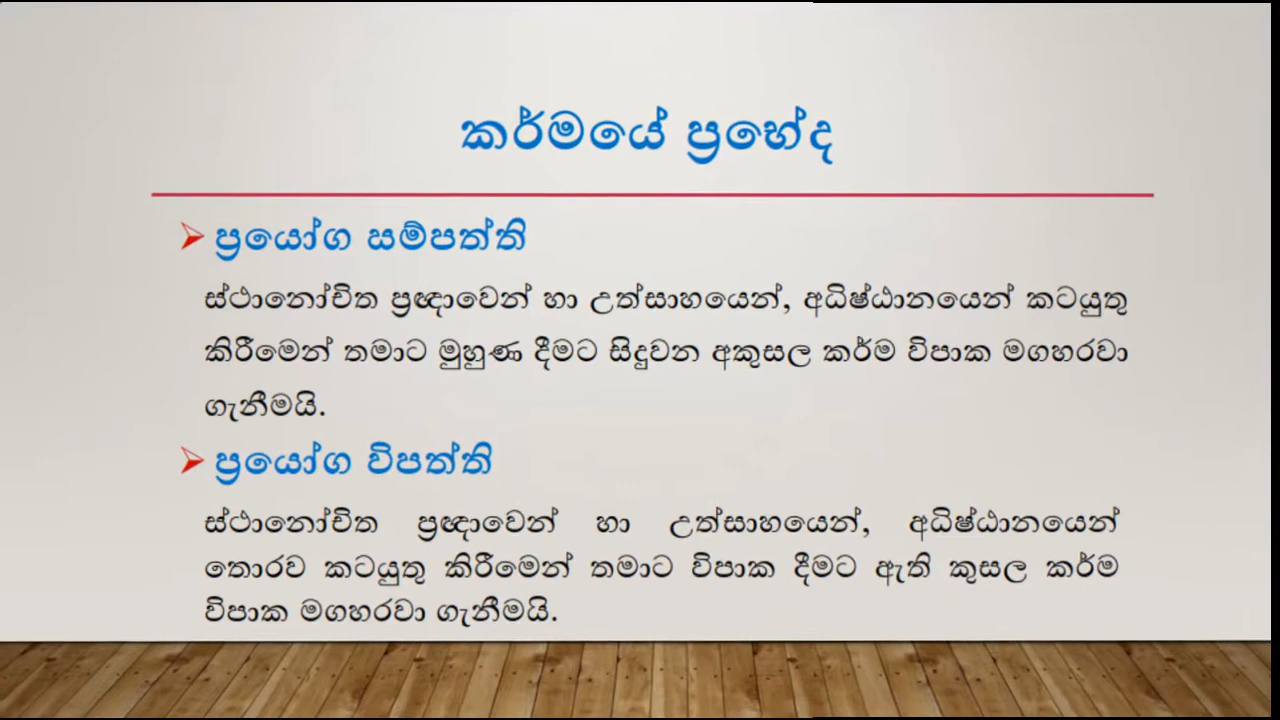 කර්මයේ ප්‍රභේද
ප්‍රයෝග සම්පත්ති
ස්ථානෝචිත ප්‍රඥාවෙන් හා උත්සාහයෙන්, අධිෂ්ඨානයෙන් කටයුතු
කිරීමෙන් තමාට මුහුණ දීමට සිදුවන අකුසල කර්ම විපාක මගහරවා
ගැනීමයි.
ප්‍රයෝග විපත්ති
ස්ථානෝචිත ප්‍රඥාවෙන් හා උත්සාහයෙන්, අධිෂ්ඨානයෙන්
තොරව කටයුතු කිරීමෙන් තමාට විපාක දීමට ඇති කුසල කර්ම
විපාක මගහරවා ගැනීමයි.